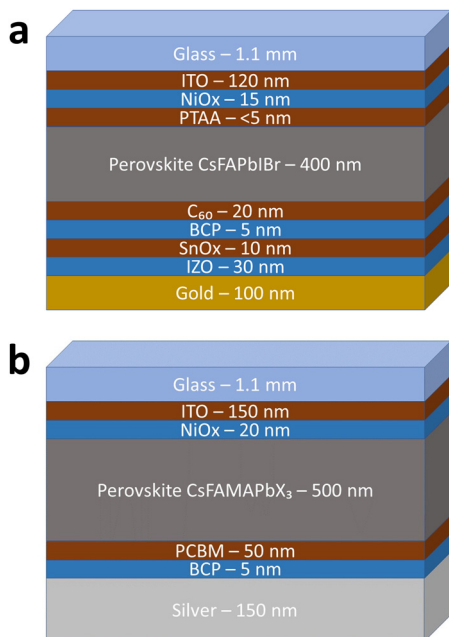 a
Glass – 1.1 mm
ITO – 120 nm
NiOx – 15 nm
PTAA – <5 nm
Perovskite CsFAPbIBr – 400 nm
C₆₀ – 20 nm
BCP – 5 nm
SnOx – 10 nm
IZO – 30 nm
Gold – 100 nm
b
Glass – 1.1 mm
ITO – 150 nm
NiOx – 20 nm
Perovskite CsFAMAPbX₃ – 500 nm
PCBM – 50 nm
BCP – 5 nm
Silver – 150 nm